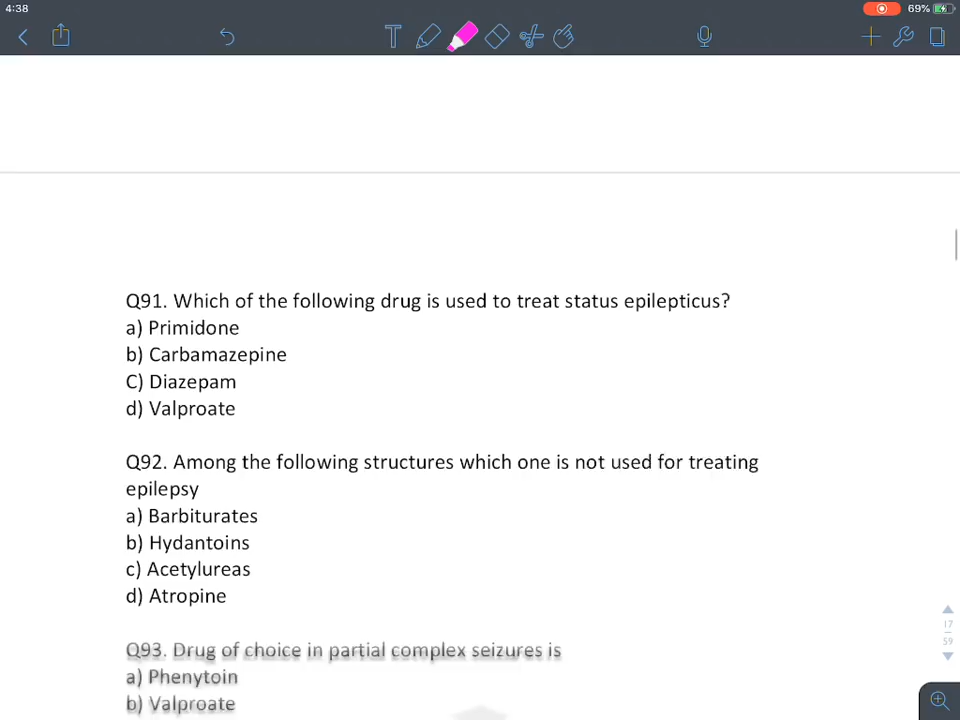 4:38
69%
T
Q91. Which of the following drug is used to treat status epilepticus?
a) Primidone
b) Carbamazepine
C) Diazepam
d) Valproate
Q92. Among the following structures which one is not used for treating
epilepsy
a) Barbiturates
b) Hydantoins
c) Acetylureas
d) Atropine
Q93. Drug of choice in partial complex seizures is
a) Phenytoin
b) Valproate
17
59